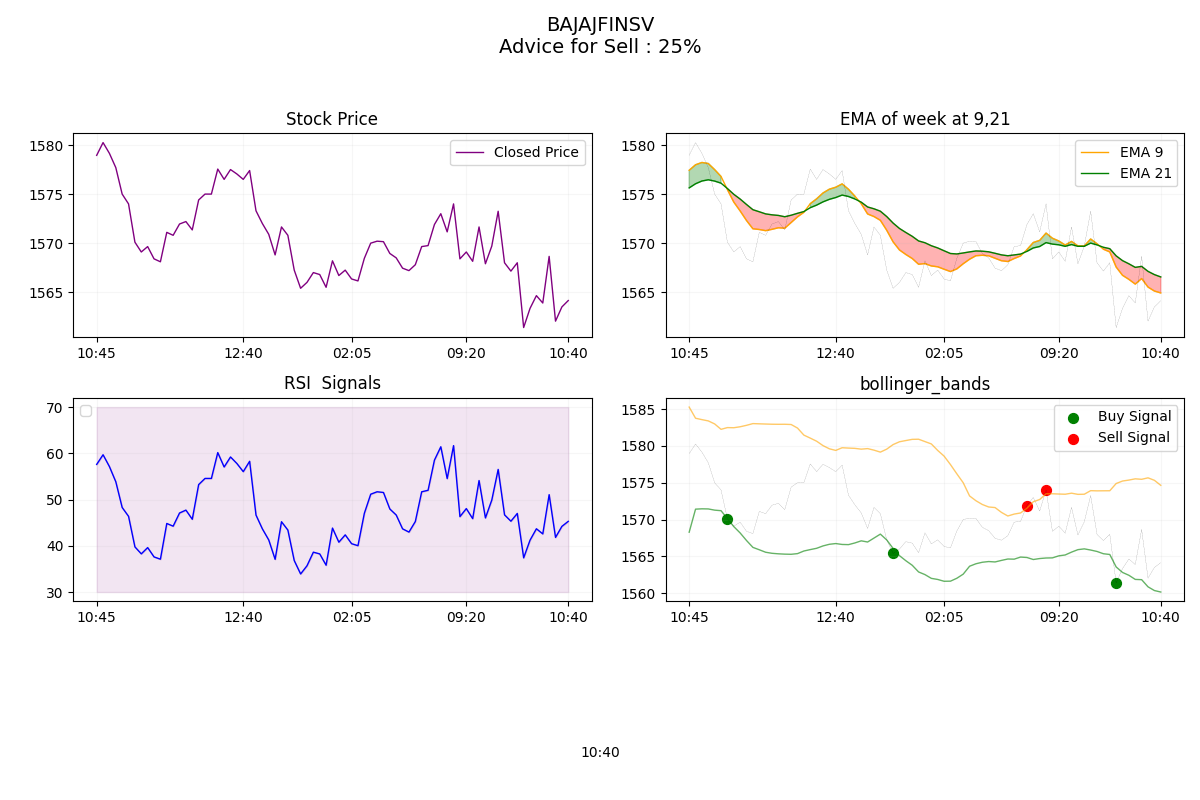 BAJAJFINSV
Advice for Sell : 25%
Stock Price
1580
1575
1570
1565
Closed Price
10:45 12:40 02:05 09:20 10:40
EMA of week at 9,21
1580
1575
1570
1565
EMA 9
EMA 21
10:45 12:40 02:05 09:20 10:40
RSI  Signals
70
60
50
40
30
10:45 12:40 02:05 09:20 10:40
bollinger_bands
1585
1580
1575
1570
1565
1560
Buy Signal
Sell Signal
10:45 12:40 02:05 09:20 10:40
10:40